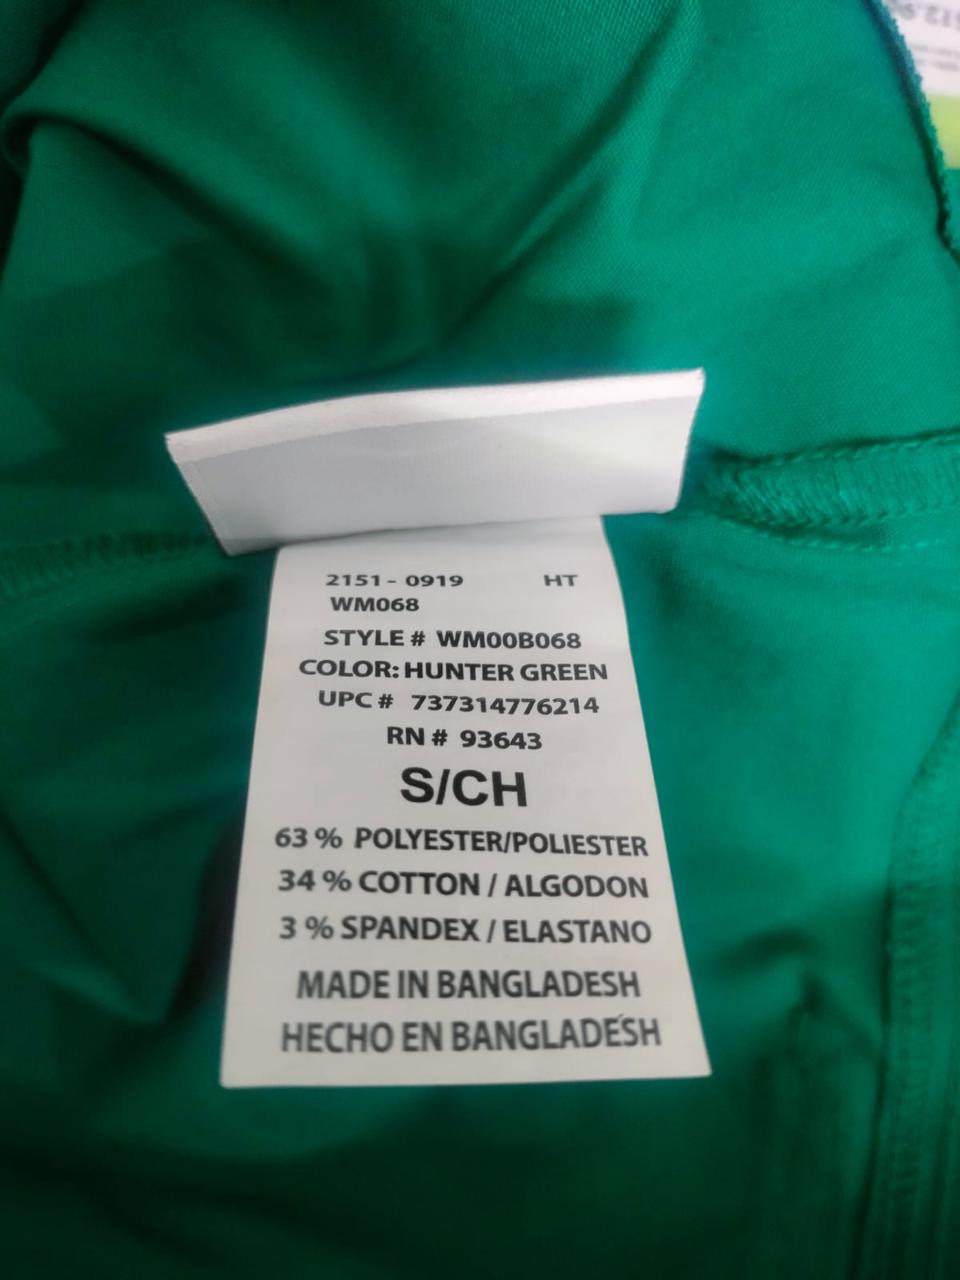 2151 - 0919 HT
WM068
STYLE # WM00B068
COLOR: HUNTER GREEN
UPC # 737314776214
RN # 93643
S/CH
63 % POLYESTER/POLIESTER
34 % COTTON / ALGODON
3 % SPANDEX / ELASTANO
MADE IN BANGLADESH
HECHO EN BANGLADESH